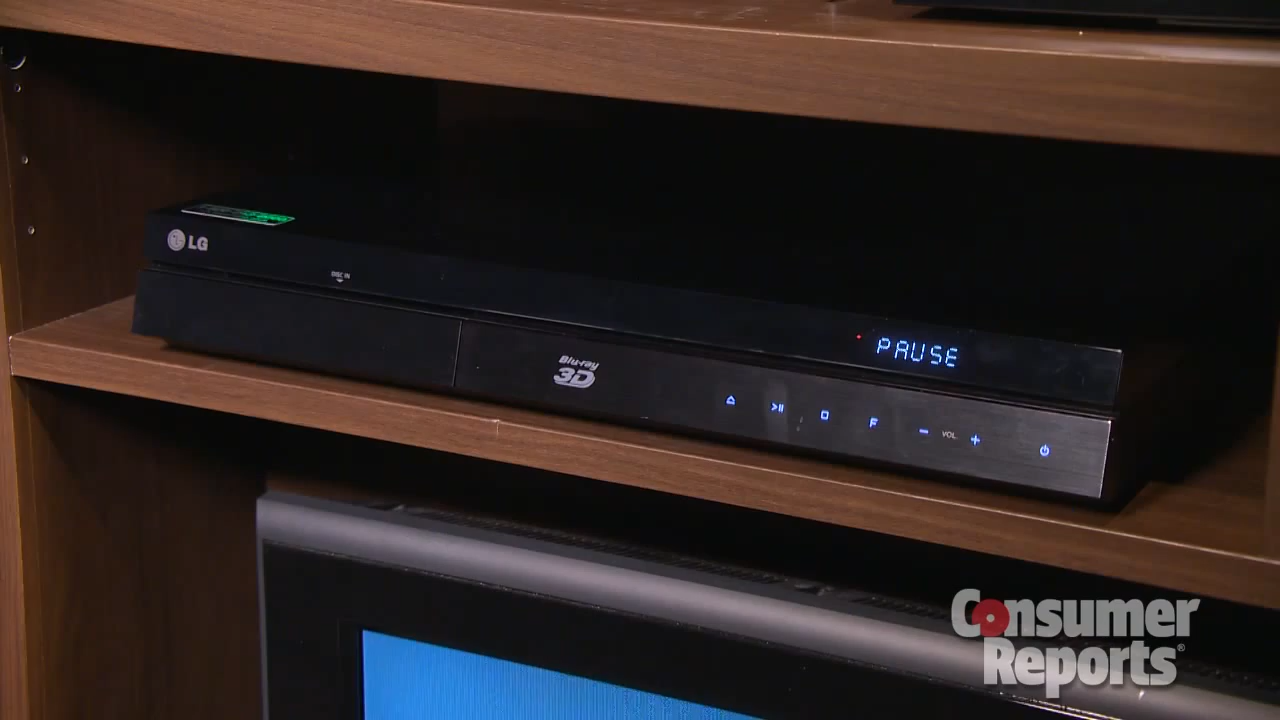 LG
DISC IN
PAUSE
Blu-ray
3D
F
- VOL. +
Consumer
Reports®